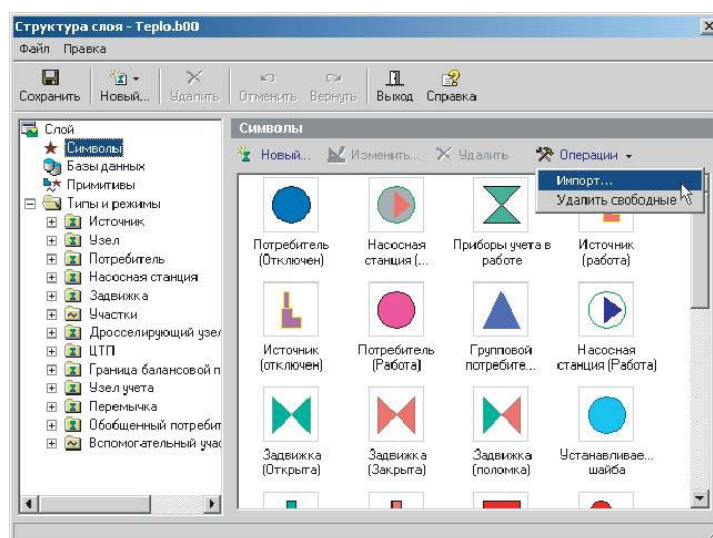 Структура слоя - Teplo.b00
Файл Правка
Сохранить Новый... Удалить Отменить Вернуть Выход Справка
Слой
Символы
Базы данных
Примитивы
Типы и режимы
Источник
Узел
Потребитель
Насосная станция
Задвижка
Участки
Дросселирующий узел
ЦТП
Граница балансовой п
Узел учета
Перемычка
Обобщенный потребит
Вспомогательный учас
Символы
Новый... Изменить... Удалить Операции
Импорт...
Удалить свободные
Потребитель (Отключен)
Насосная станция (...
Приборы учета в работе
Источник (работа)
Источник (отключен)
Потребитель (Работа)
Групповой потребите...
Насосная станция (Работа)
Задвижка (Открыта)
Задвижка (Закрыта)
Задвижка (поломка)
Устанавливае... шайба